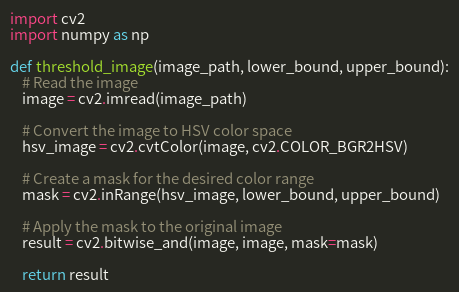 import cv2
import numpy as np

def threshold_image(image_path, lower_bound, upper_bound):
    # Read the image
    image = cv2.imread(image_path)

    # Convert the image to HSV color space
    hsv_image = cv2.cvtColor(image, cv2.COLOR_BGR2HSV)

    # Create a mask for the desired color range
    mask = cv2.inRange(hsv_image, lower_bound, upper_bound)

    # Apply the mask to the original image
    result = cv2.bitwise_and(image, image, mask=mask)

    return result